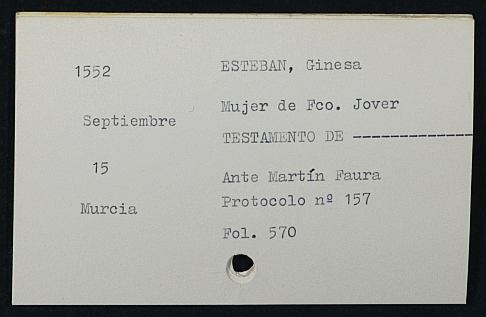 1552
ESTEBAN, Ginesa
Mujer de Fco. Jover
Septiembre
TESTAMENTO DE --------------
15
Ante Martín Faura
Murcia
Protocolo nº 157
Fol. 570